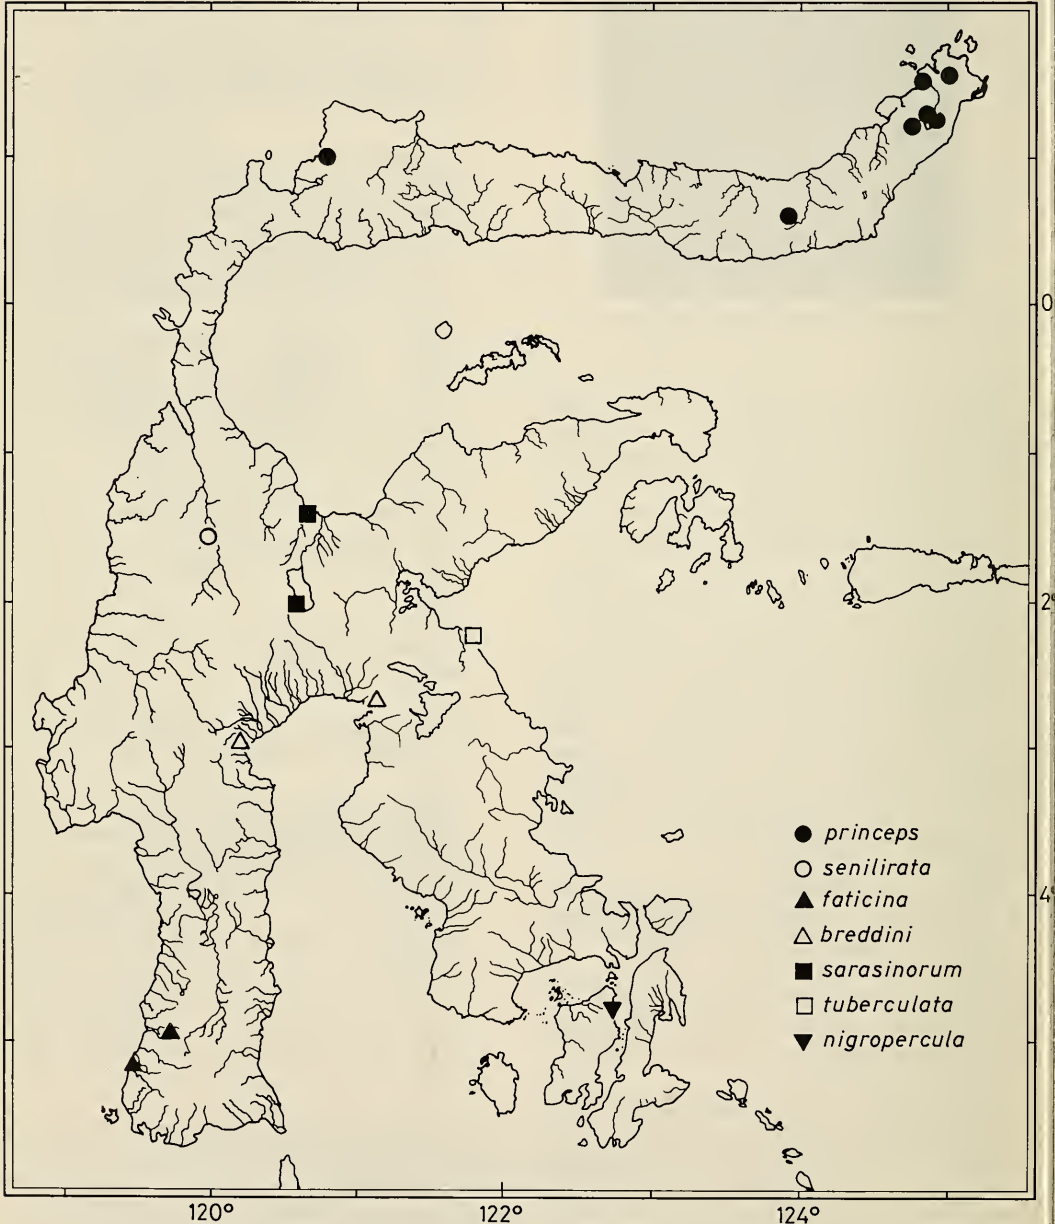 0
2°
4°
princeps
senilirata
faticina
breddini
sarasinorum
tuberculata
nigropercula
120°
122°
124°